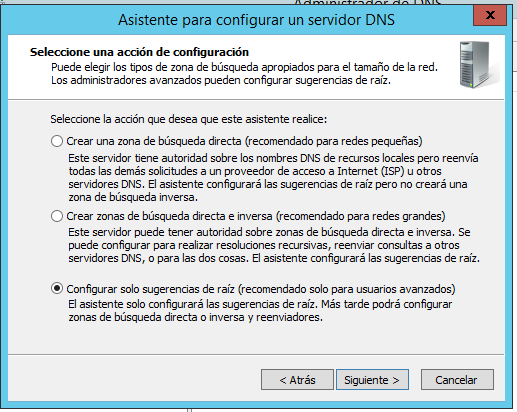 Administrador de DNS
Asistente para configurar un servidor DNS
X
Seleccione una acción de configuración
Puede elegir los tipos de zona de búsqueda apropiados para el tamaño de la red.
Los administradores avanzados pueden configurar sugerencias de raíz.
Seleccione la acción que desea que este asistente realice:
Crear una zona de búsqueda directa (recomendado para redes pequeñas)
Este servidor tiene autoridad sobre los nombres DNS de recursos locales pero reenvía
todas las demás solicitudes a un proveedor de acceso a Internet (ISP) u otros
servidores DNS. El asistente configurará las sugerencias de raíz pero no creará una
zona de búsqueda inversa.
Crear zonas de búsqueda directa e inversa (recomendado para redes grandes)
Este servidor puede tener autoridad sobre zonas de búsqueda directa e inversa. Se
puede configurar para realizar resoluciones recursivas, reenviar consultas a otros
servidores DNS, o para las dos cosas. El asistente configurará las sugerencias de raíz.
Configurar solo sugerencias de raíz (recomendado solo para usuarios avanzados)
El asistente solo configurará las sugerencias de raíz. Más tarde podrá configurar
zonas de búsqueda directa o inversa y reenviadores.
< Atrás Siguiente > Cancelar